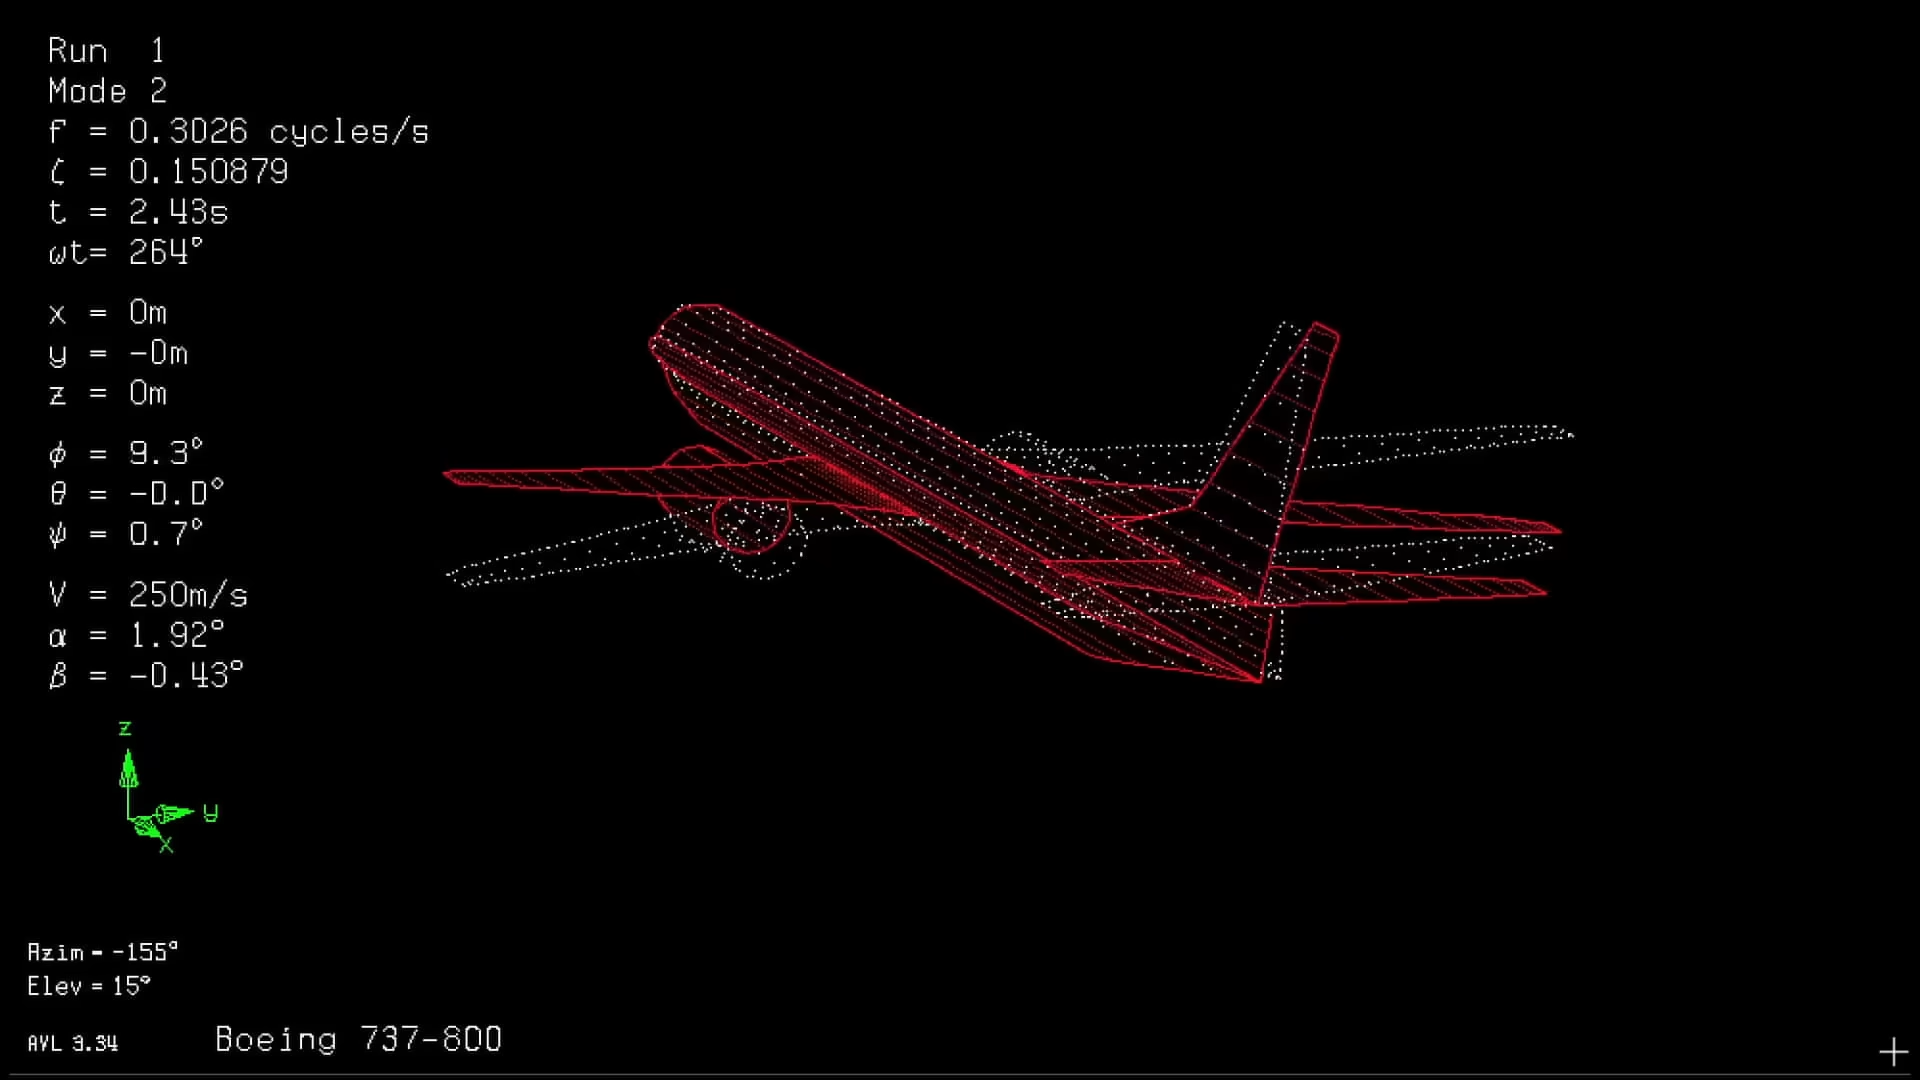 Run  1
Mode 2
f = 0.3026 cycles/s
ζ = 0.150879
t = 2.43s
ωt= 264°
x = 0m
y = -0m
z = 0m
ϕ = 9.3°
θ = -0.0°
ψ = 0.7°
V = 250m/s
α = 1.92°
β = -0.43°
z
y
x
Azim = -155°
Elev = 15°
AVL 3.34
Boeing 737-800